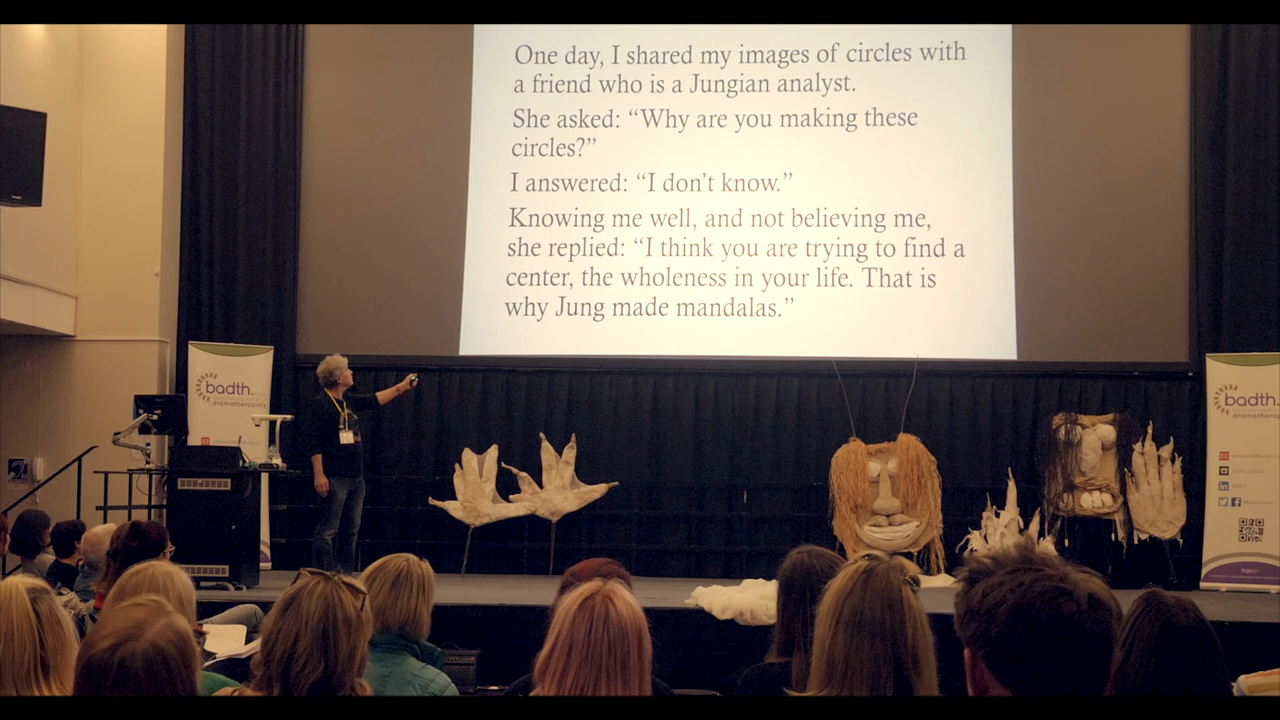 One day, I shared my images of circles with
a friend who is a Jungian analyst.
She asked: “Why are you making these
circles?”
I answered: “I don’t know.”
Knowing me well, and not believing me,
she replied: “I think you are trying to find a
center, the wholeness in your life. That is
why Jung made mandalas.”
badth.
dramatherapists
badth.